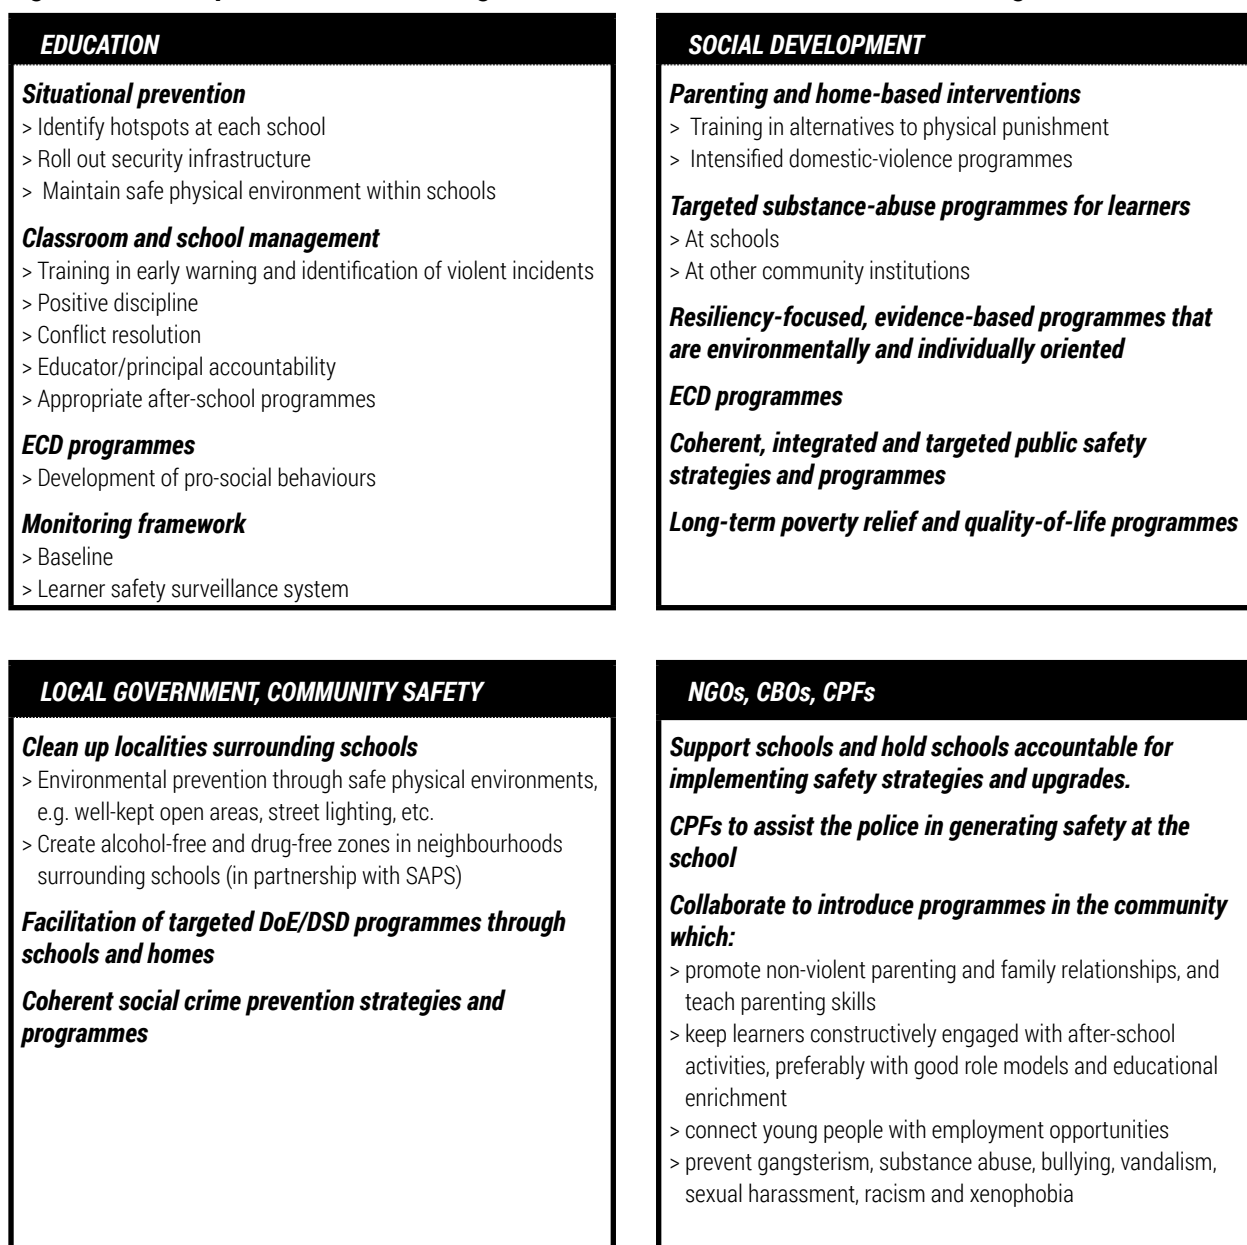 EDUCATION
Situational prevention
> Identify hotspots at each school
> Roll out security infrastructure
> Maintain safe physical environment within schools
Classroom and school management
> Training in early warning and identification of violent incidents
> Positive discipline
> Conflict resolution
> Educator/principal accountability
> Appropriate after-school programmes
ECD programmes
> Development of pro-social behaviours
Monitoring framework
> Baseline
> Learner safety surveillance system
SOCIAL DEVELOPMENT
Parenting and home-based interventions
> Training in alternatives to physical punishment
> Intensified domestic-violence programmes
Targeted substance-abuse programmes for learners
> At schools
> At other community institutions
Resiliency-focused, evidence-based programmes that
are environmentally and individually oriented
ECD programmes
Coherent, integrated and targeted public safety
strategies and programmes
Long-term poverty relief and quality-of-life programmes
LOCAL GOVERNMENT, COMMUNITY SAFETY
Clean up localities surrounding schools
> Environmental prevention through safe physical environments,
e.g. well-kept open areas, street lighting, etc.
> Create alcohol-free and drug-free zones in neighbourhoods
surrounding schools (in partnership with SAPS)
Facilitation of targeted DoE/DSD programmes through
schools and homes
Coherent social crime prevention strategies and
programmes
NGOs, CBOs, CPFs
Support schools and hold schools accountable for
implementing safety strategies and upgrades.
CPFs to assist the police in generating safety at the
school
Collaborate to introduce programmes in the community
which:
> promote non-violent parenting and family relationships, and
teach parenting skills
> keep learners constructively engaged with after-school
activities, preferably with good role models and educational
enrichment
> connect young people with employment opportunities
> prevent gangsterism, substance abuse, bullying, vandalism,
sexual harassment, racism and xenophobia